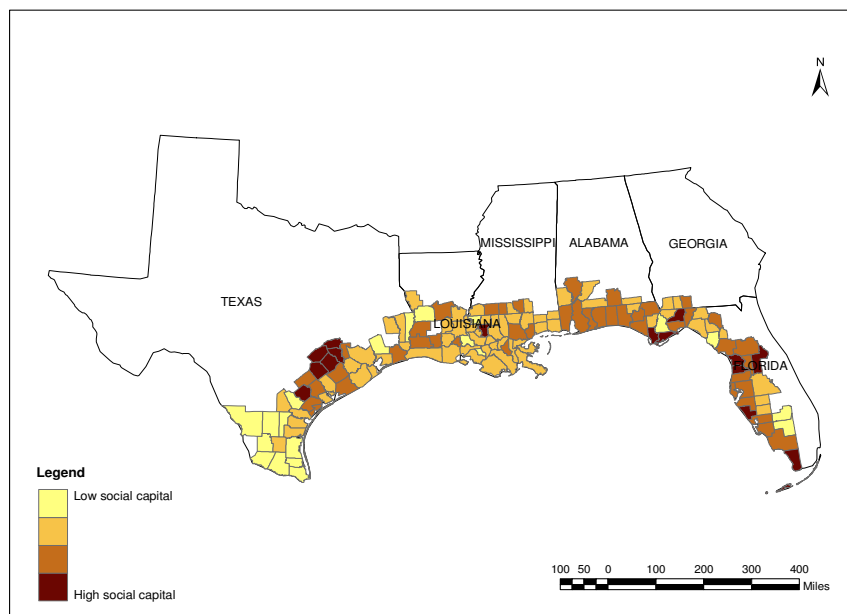 N
MISSISSIPPI
ALABAMA
GEORGIA
TEXAS
LOUISIANA
FLORIDA
Legend
Low social capital
High social capital
100 50 0 100 200 300 400
Miles